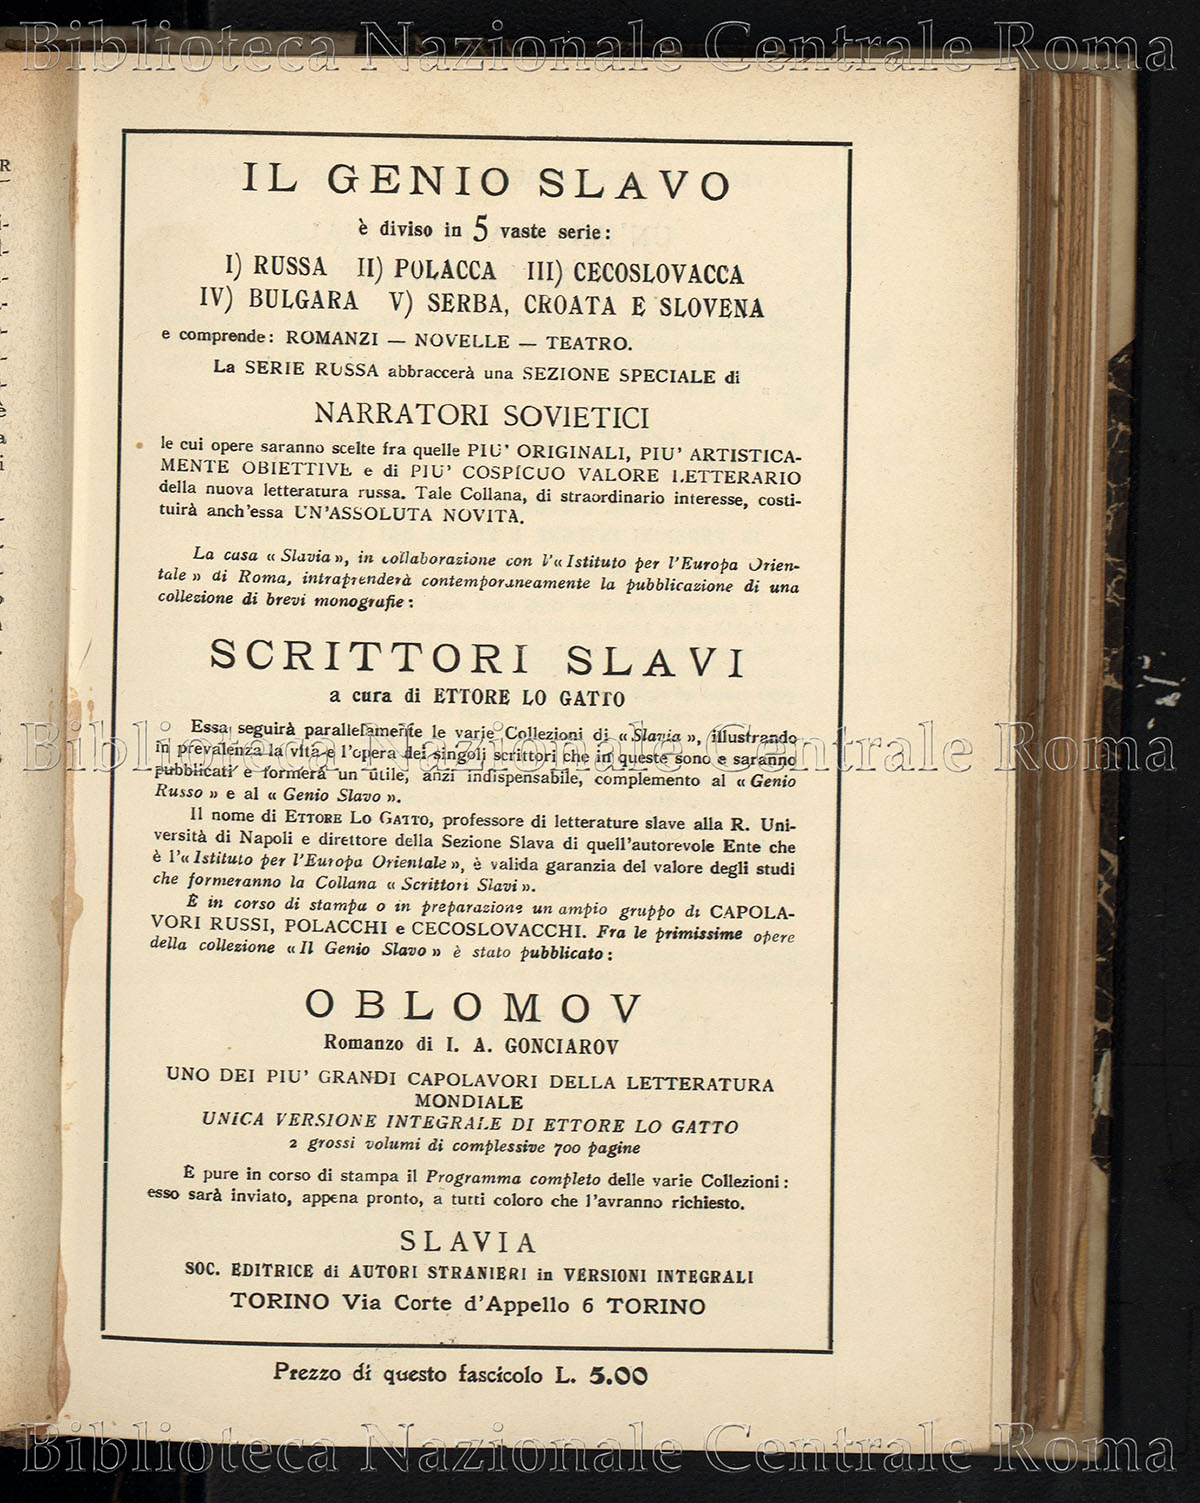 Biblioteca Nazionale Centrale Roma
R
IL GENIO SLAVO
è diviso in 5 vaste serie:
I) RUSSA II) POLACCA III) CECOSLOVACCA
IV) BULGARA V) SERBA, CROATA E SLOVENA
e comprende: ROMANZI — NOVELLE — TEATRO.
La SERIE RUSSA abbraccerà una SEZIONE SPECIALE di
NARRATORI SOVIETICI
le cui opere saranno scelte fra quelle PIU' ORIGINALI, PIU' ARTISTICA-
MENTE OBIETTIVE e di PIU' COSPICUO VALORE LETTERARIO
della nuova letteratura russa. Tale Collana, di straordinario interesse, costi-
tuirà anch'essa UN'ASSOLUTA NOVITA.
La casa « Slavia », in collaborazione con l'« Istituto per l'Europa Orien-
tale » di Roma, intraprenderà contemporaneamente la pubblicazione di una
collezione di brevi monografie :
SCRITTORI SLAVI
a cura di ETTORE LO GATTO
Essa seguirà parallelamente le varie Collezioni di « Slavia », illustrando
in prevalenza la vita e l'opera dei singoli scrittori che in queste sono e saranno
pubblicati e formerà un utile, anzi indispensabile, complemento al « Genio
Russo » e al « Genio Slavo ».
Biblioteca Nazionale Centrale Roma
Il nome di ETTORE LO GATTO, professore di letterature slave alla R. Uni-
versità di Napoli e direttore della Sezione Slava di quell'autorevole Ente che
è l'« Istituto per l'Europa Orientale », è valida garanzia del valore degli studi
che formeranno la Collana « Scrittori Slavi ».
È in corso di stampa o in preparazione un ampio gruppo di CAPOLA-
VORI RUSSI, POLACCHI e CECOSLOVACCHI. Fra le primissime opere
della collezione « Il Genio Slavo » è stato pubblicato :
OBLOMOV
Romanzo di I. A. GONCIAROV
UNO DEI PIU' GRANDI CAPOLAVORI DELLA LETTERATURA
MONDIALE
UNICA VERSIONE INTEGRALE DI ETTORE LO GATTO
2 grossi volumi di complessive 700 pagine
È pure in corso di stampa il Programma completo delle varie Collezioni :
esso sarà inviato, appena pronto, a tutti coloro che l'avranno richiesto.
SLAVIA
SOC. EDITRICE di AUTORI STRANIERI in VERSIONI INTEGRALI
TORINO Via Corte d'Appello 6 TORINO
Prezzo di questo fascicolo L. 5.00
Biblioteca Nazionale Centrale Roma